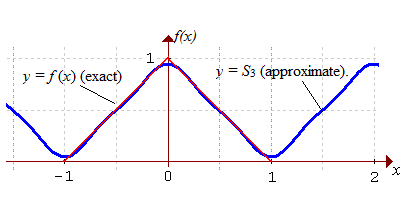 f(x)
1
y = f (x) (exact)
y = S3 (approximate).
-1 0 1 2 x